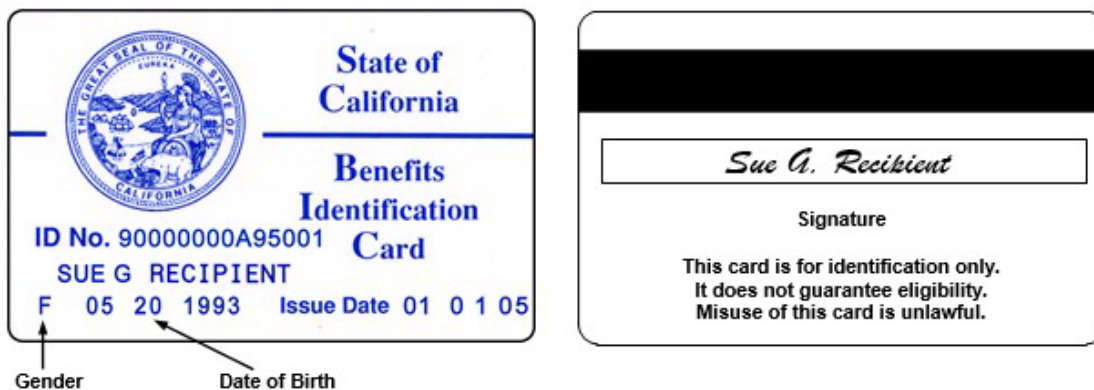 THE GREAT SEAL OF THE STATE OF CALIFORNIA
EUREKA
State of
California
Benefits
Identification
Card
ID No. 90000000A95001
SUE G RECIPIENT
F 05 20 1993 Issue Date 01 0 1 05
Gender Date of Birth
Sue G. Recipient
Signature
This card is for identification only.
It does not guarantee eligibility.
Misuse of this card is unlawful.